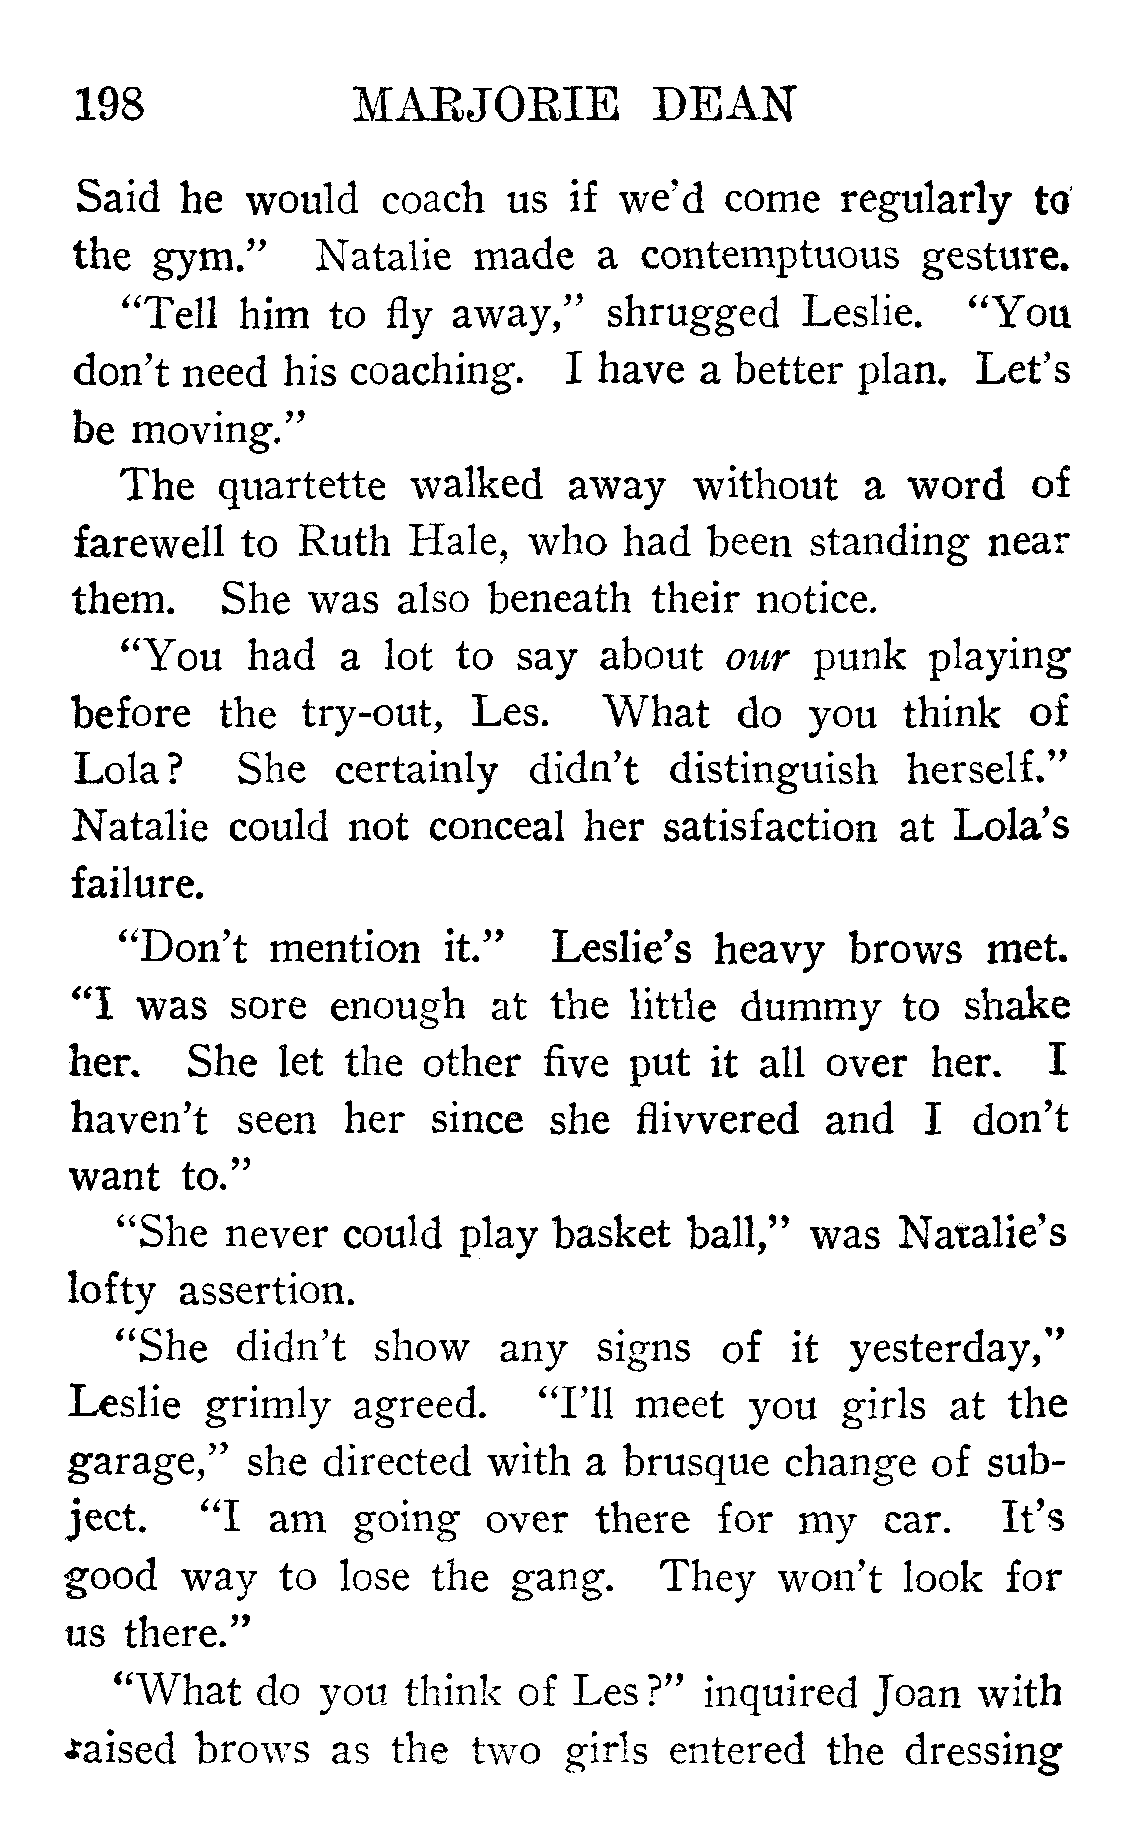 198 MARJORIE DEAN
Said he would coach us if we'd come regularly to
the gym." Natalie made a contemptuous gesture.
"Tell him to fly away," shrugged Leslie. "You
don't need his coaching. I have a better plan. Let's
be moving."
The quartette walked away without a word of
farewell to Ruth Hale, who had been standing near
them. She was also beneath their notice.
"You had a lot to say about our punk playing
before the try-out, Les. What do you think of
Lola? She certainly didn't distinguish herself."
Natalie could not conceal her satisfaction at Lola's
failure.
"Don't mention it." Leslie's heavy brows met.
"I was sore enough at the little dummy to shake
her. She let the other five put it all over her. I
haven't seen her since she flivvered and I don't
want to."
"She never could play basket ball," was Natalie's
lofty assertion.
"She didn't show any signs of it yesterday,"
Leslie grimly agreed. "I'll meet you girls at the
garage," she directed with a brusque change of sub-
ject. "I am going over there for my car. It's
good way to lose the gang. They won't look for
us there."
"What do you think of Les?" inquired Joan with
raised brows as the two girls entered the dressing